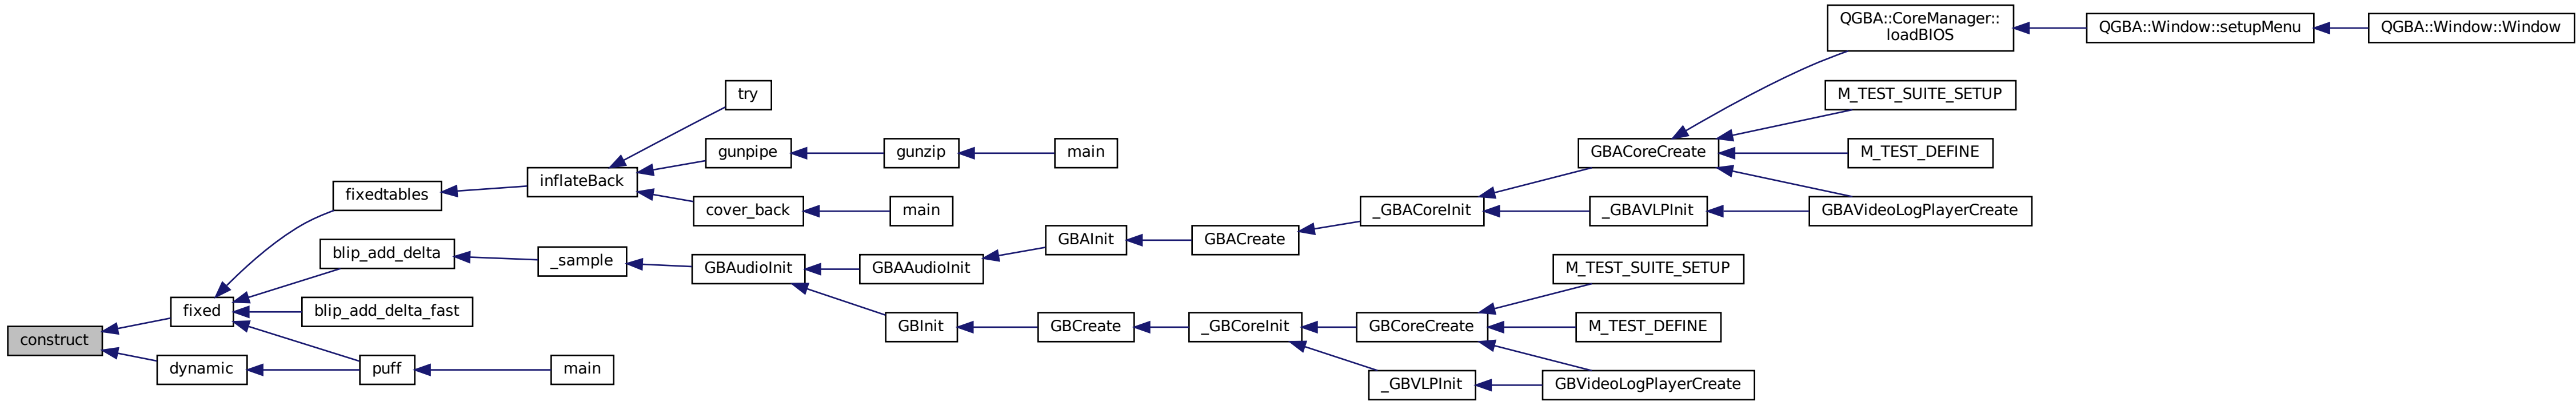 QGBA::CoreManager::
loadBIOS
QGBA::Window::setupMenu
QGBA::Window::Window
try
M_TEST_SUITE_SETUP
gunpipe
gunzip
main
GBACoreCreate
M_TEST_DEFINE
inflateBack
fixedtables
cover_back
main
_GBACoreInit
_GBAVLPInit
GBAVideoLogPlayerCreate
GBAInit
GBACreate
blip_add_delta
_sample
GBAudioInit
GBAAudioInit
M_TEST_SUITE_SETUP
fixed
blip_add_delta_fast
GBInit
GBCreate
_GBCoreInit
GBCoreCreate
M_TEST_DEFINE
construct
dynamic
puff
main
_GBVLPInit
GBVideoLogPlayerCreate